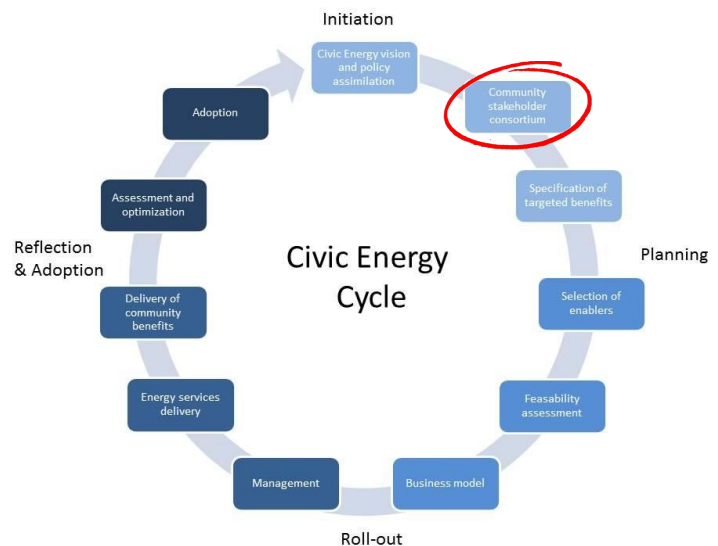 Initiation
Civic Energy vision
and policy
assimilation
Community
stakeholder
consortium
Specification of
targeted benefits
Planning
Selection of
enablers
Feasability
assessment
Business model
Roll-out
Management
Energy services
delivery
Delivery of
community
benefits
Reflection
& Adoption
Assessment and
optimization
Adoption
Civic Energy
Cycle